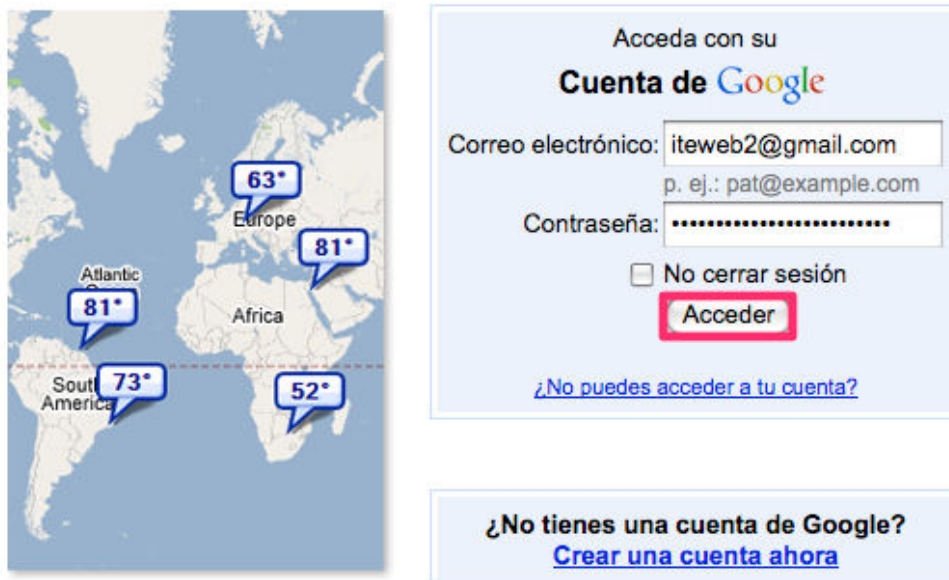 63°
Europe
81°
Atlantic
81°
Africa
South
America
73°
52°
Acceda con su
Cuenta de Google
Correo electrónico: iteweb2@gmail.com
p. ej.: pat@example.com
Contraseña: ••••••••••••••••••••••••
No cerrar sesión
Acceder
¿No puedes acceder a tu cuenta?
¿No tienes una cuenta de Google?
Crear una cuenta ahora